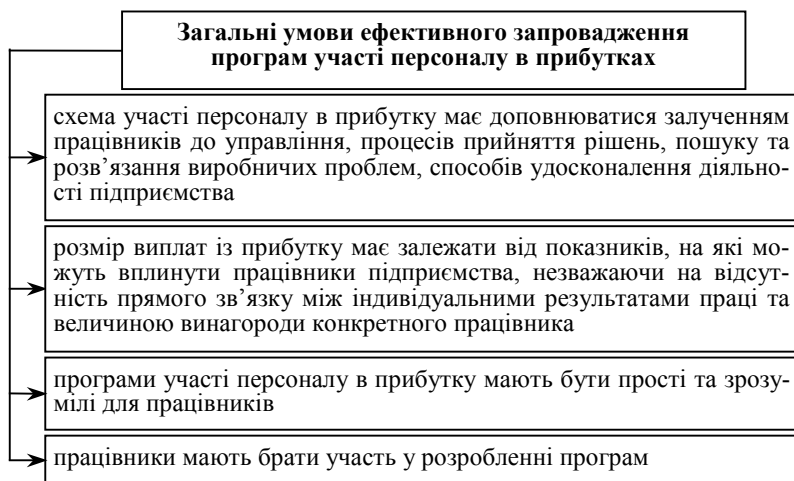 Загальні умови ефективного запровадження
програм участі персоналу в прибутках
схема участі персоналу в прибутку має доповнюватися залученням
працівників до управління, процесів прийняття рішень, пошуку та
розв’язання виробничих проблем, способів удосконалення діяльно-
сті підприємства
розмір виплат із прибутку має залежати від показників, на які мо-
жуть вплинути працівники підприємства, незважаючи на відсут-
ність прямого зв’язку між індивідуальними результатами праці та
величиною винагороди конкретного працівника
програми участі персоналу в прибутку мають бути прості та зрозу-
мілі для працівників
працівники мають брати участь у розробленні програм